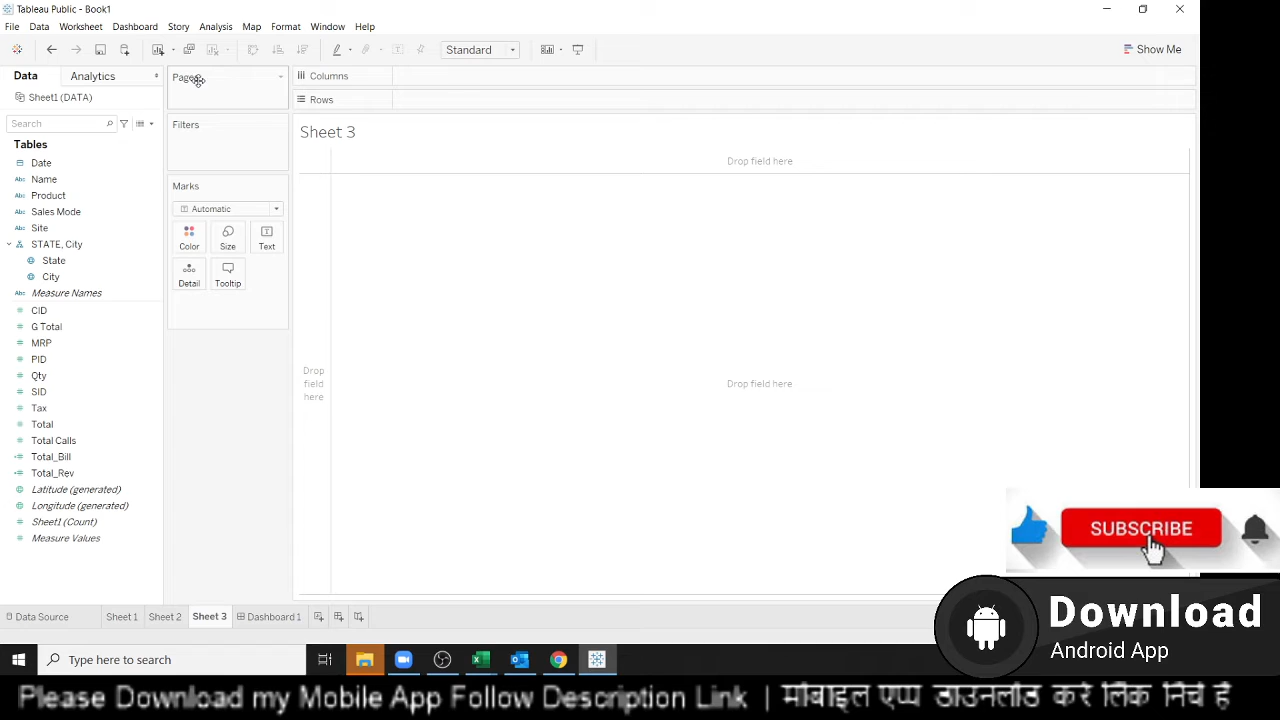 Tableau Public - Book1
File Data Worksheet Dashboard Story Analysis Map Format Window Help
Standard
Show Me
Data Analytics
Pages
Columns
Sheet1 (DATA)
Rows
Search
Filters
Sheet 3
Tables
Date
Drop field here
Name
Marks
Product
Automatic
Sales Mode
Site
Color Size Text
STATE, City
State
City
Detail Tooltip
Measure Names
CID
G Total
MRP
PID
Drop field here
Drop field here
Qty
SID
Tax
Total
Total Calls
Total_Bill
Total_Rev
Latitude (generated)
Longitude (generated)
Sheet1 (Count)
Measure Values
SUBSCRIBE
Data Source Sheet 1 Sheet 2 Sheet 3 Dashboard 1
Download
Android App
Type here to search
Please Download my Mobile App Follow Description Link | मोबाइल एप्प डाउनलोड करे लिंक निचे है